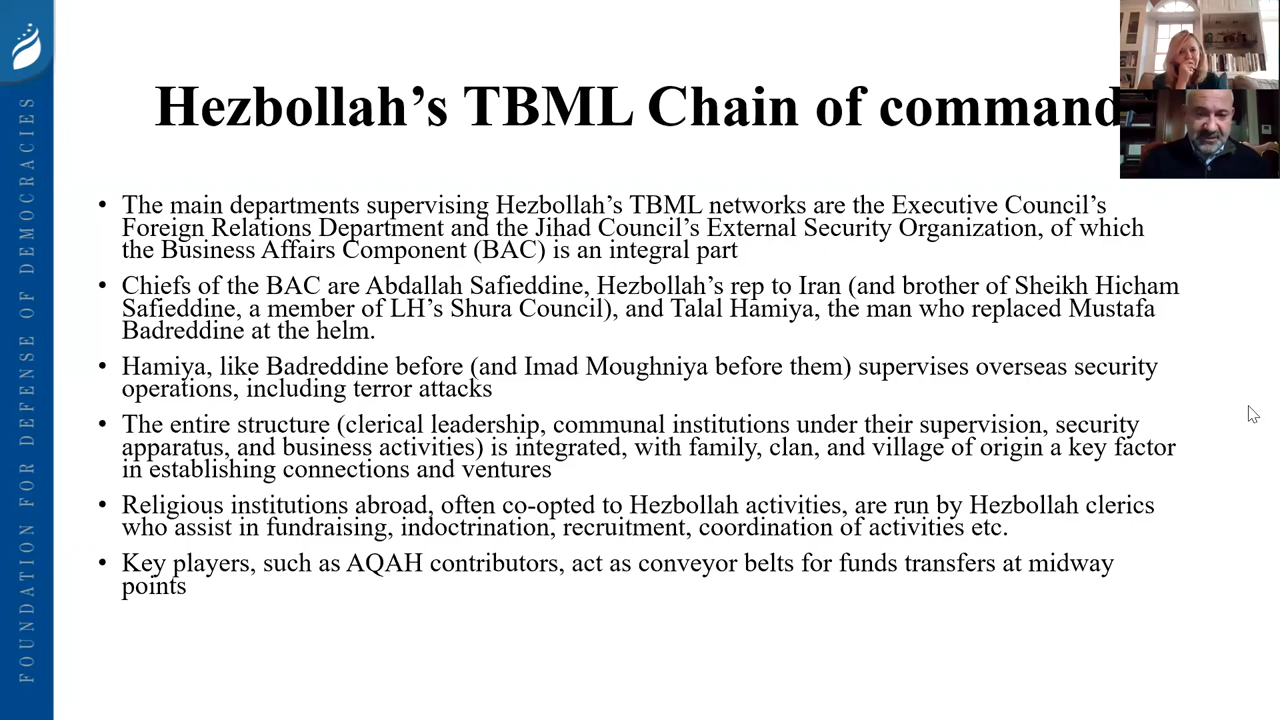 Hezbollah's TBML Chain of command
• The main departments supervising Hezbollah's TBML networks are the Executive Council's
Foreign Relations Department and the Jihad Council's External Security Organization, of which
the Business Affairs Component (BAC) is an integral part
• Chiefs of the BAC are Abdallah Safieddine, Hezbollah's rep to Iran (and brother of Sheikh Hicham
Safieddine, a member of LH's Shura Council), and Talal Hamiya, the man who replaced Mustafa
Badreddine at the helm.
• Hamiya, like Badreddine before (and Imad Moughniya before them) supervises overseas security
operations, including terror attacks
• The entire structure (clerical leadership, communal institutions under their supervision, security
apparatus, and business activities) is integrated, with family, clan, and village of origin a key factor
in establishing connections and ventures
• Religious institutions abroad, often co-opted to Hezbollah activities, are run by Hezbollah clerics
who assist in fundraising, indoctrination, recruitment, coordination of activities etc.
• Key players, such as AQAH contributors, act as conveyor belts for funds transfers at midway
points
FOUNDATION FOR DEFENSE OF DEMOCRACIES